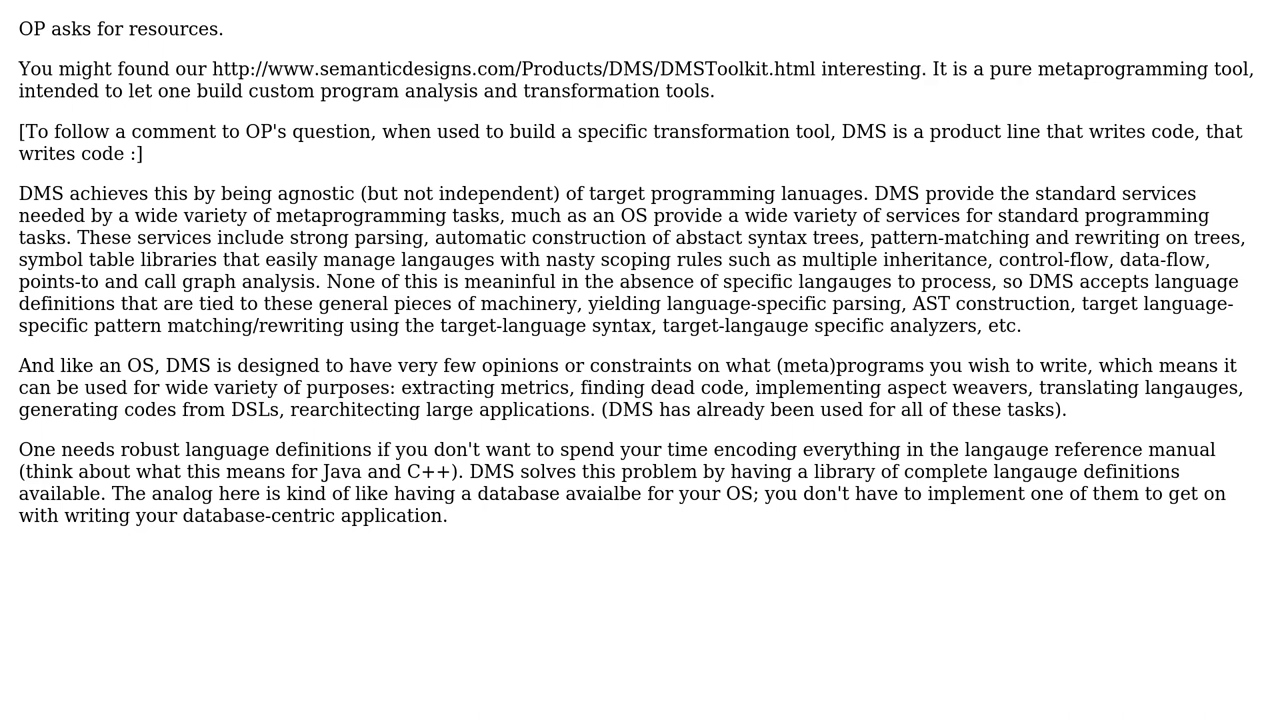 OP asks for resources.
You might found our http://www.semanticdesigns.com/Products/DMS/DMSToolkit.html interesting. It is a pure metaprogramming tool,
intended to let one build custom program analysis and transformation tools.
[To follow a comment to OP's question, when used to build a specific transformation tool, DMS is a product line that writes code, that
writes code :]
DMS achieves this by being agnostic (but not independent) of target programming lanuages. DMS provide the standard services
needed by a wide variety of metaprogramming tasks, much as an OS provide a wide variety of services for standard programming
tasks. These services include strong parsing, automatic construction of abstact syntax trees, pattern-matching and rewriting on trees,
symbol table libraries that easily manage langauges with nasty scoping rules such as multiple inheritance, control-flow, data-flow,
points-to and call graph analysis. None of this is meaninful in the absence of specific langauges to process, so DMS accepts language
definitions that are tied to these general pieces of machinery, yielding language-specific parsing, AST construction, target language-
specific pattern matching/rewriting using the target-language syntax, target-langauge specific analyzers, etc.
And like an OS, DMS is designed to have very few opinions or constraints on what (meta)programs you wish to write, which means it
can be used for wide variety of purposes: extracting metrics, finding dead code, implementing aspect weavers, translating langauges,
generating codes from DSLs, rearchitecting large applications. (DMS has already been used for all of these tasks).
One needs robust language definitions if you don't want to spend your time encoding everything in the langauge reference manual
(think about what this means for Java and C++). DMS solves this problem by having a library of complete langauge definitions
available. The analog here is kind of like having a database avaialbe for your OS; you don't have to implement one of them to get on
with writing your database-centric application.